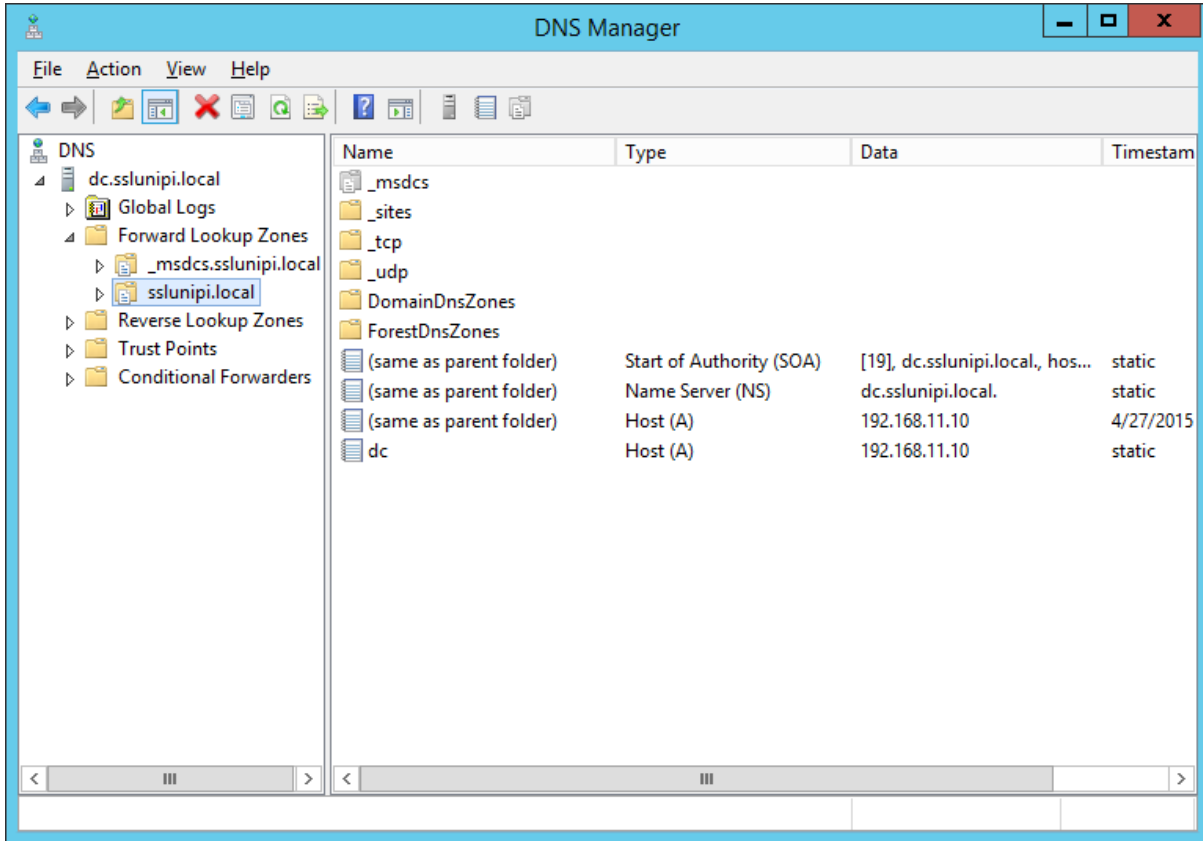 DNS Manager
File Action View Help
DNS
dc.sslunipi.local
Global Logs
Forward Lookup Zones
_msdcs.sslunipi.local
sslunipi.local
Reverse Lookup Zones
Trust Points
Conditional Forwarders
Name Type Data Timestam
_msdcs
_sites
_tcp
_udp
DomainDnsZones
ForestDnsZones
(same as parent folder) Start of Authority (SOA) [19], dc.sslunipi.local., hos... static
(same as parent folder) Name Server (NS) dc.sslunipi.local. static
(same as parent folder) Host (A) 192.168.11.10 4/27/2015
dc Host (A) 192.168.11.10 static